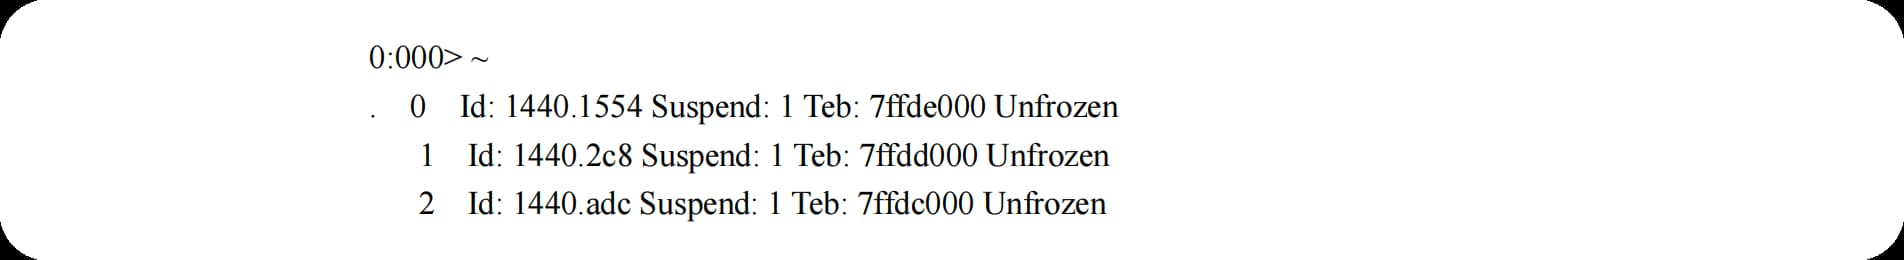 0:000> ~
. 0 Id: 1440.1554 Suspend: 1 Teb: 7ffde000 Unfrozen
1 Id: 1440.2c8 Suspend: 1 Teb: 7ffdd000 Unfrozen
2 Id: 1440.adc Suspend: 1 Teb: 7ffdc000 Unfrozen